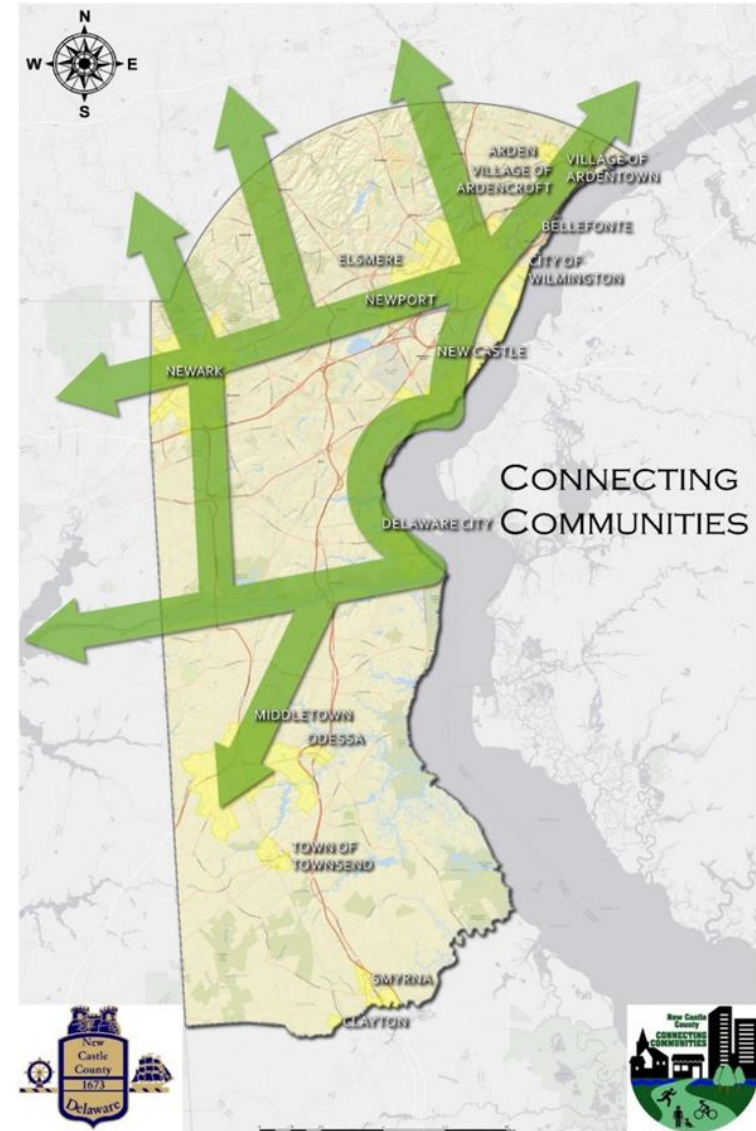 N
W
E
S
ARDEN
VILLAGE OF
ARDENCROFT
VILLAGE OF
ARDENTOWN
BELLEFONTE
ELSMERE
CITY OF
WILMINGTON
NEWPORT
NEW CASTLE
NEWARK
CONNECTING
COMMUNITIES
DELAWARE CITY
MIDDLETOWN
ODESSA
TOWN OF
TOWNSEND
SMYRNA
CLAYTON
New
Castle
County
1673
Delaware
New Castle
County
CONNECTING
COMMUNITIES